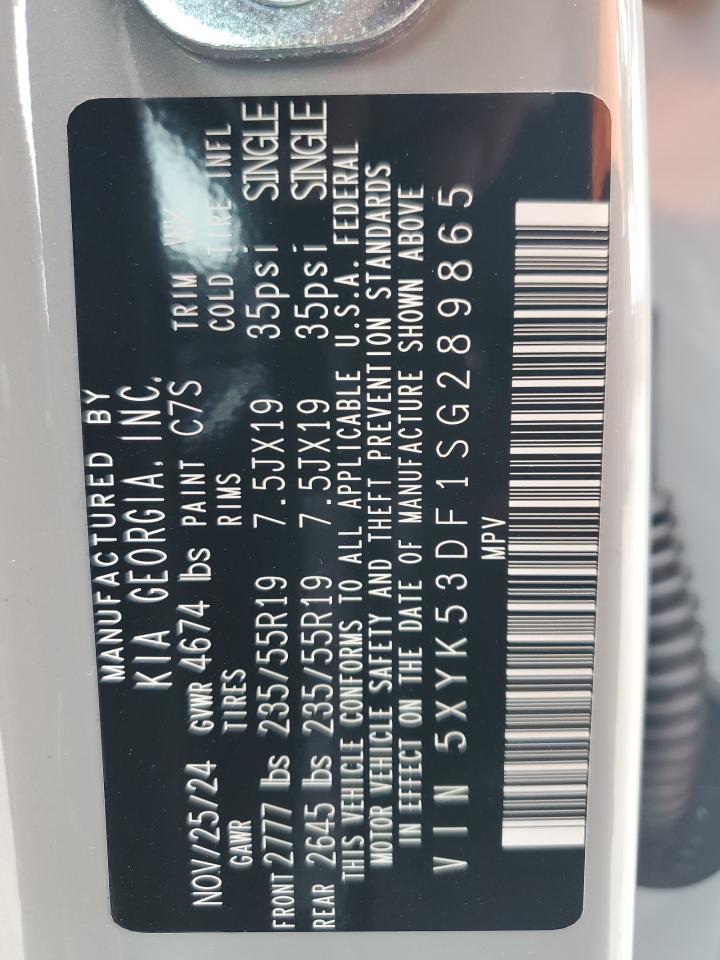 MANUFACTURED BY
KIA GEORGIA, INC.
NOV/25/24 GVWR 4674 lbs PAINT C7S TRIM WK
GAWR TIRES RIMS COLD TIRE INFL
FRONT 2777 lbs 235/55R19 7.5JX19 35psi SINGLE
REAR 2645 lbs 235/55R19 7.5JX19 35psi SINGLE
THIS VEHICLE CONFORMS TO ALL APPLICABLE U.S.A. FEDERAL
MOTOR VEHICLE SAFETY AND THEFT PREVENTION STANDARDS
IN EFFECT ON THE DATE OF MANUFACTURE SHOWN ABOVE
VIN 5XYK53DF1SG289865
MPV